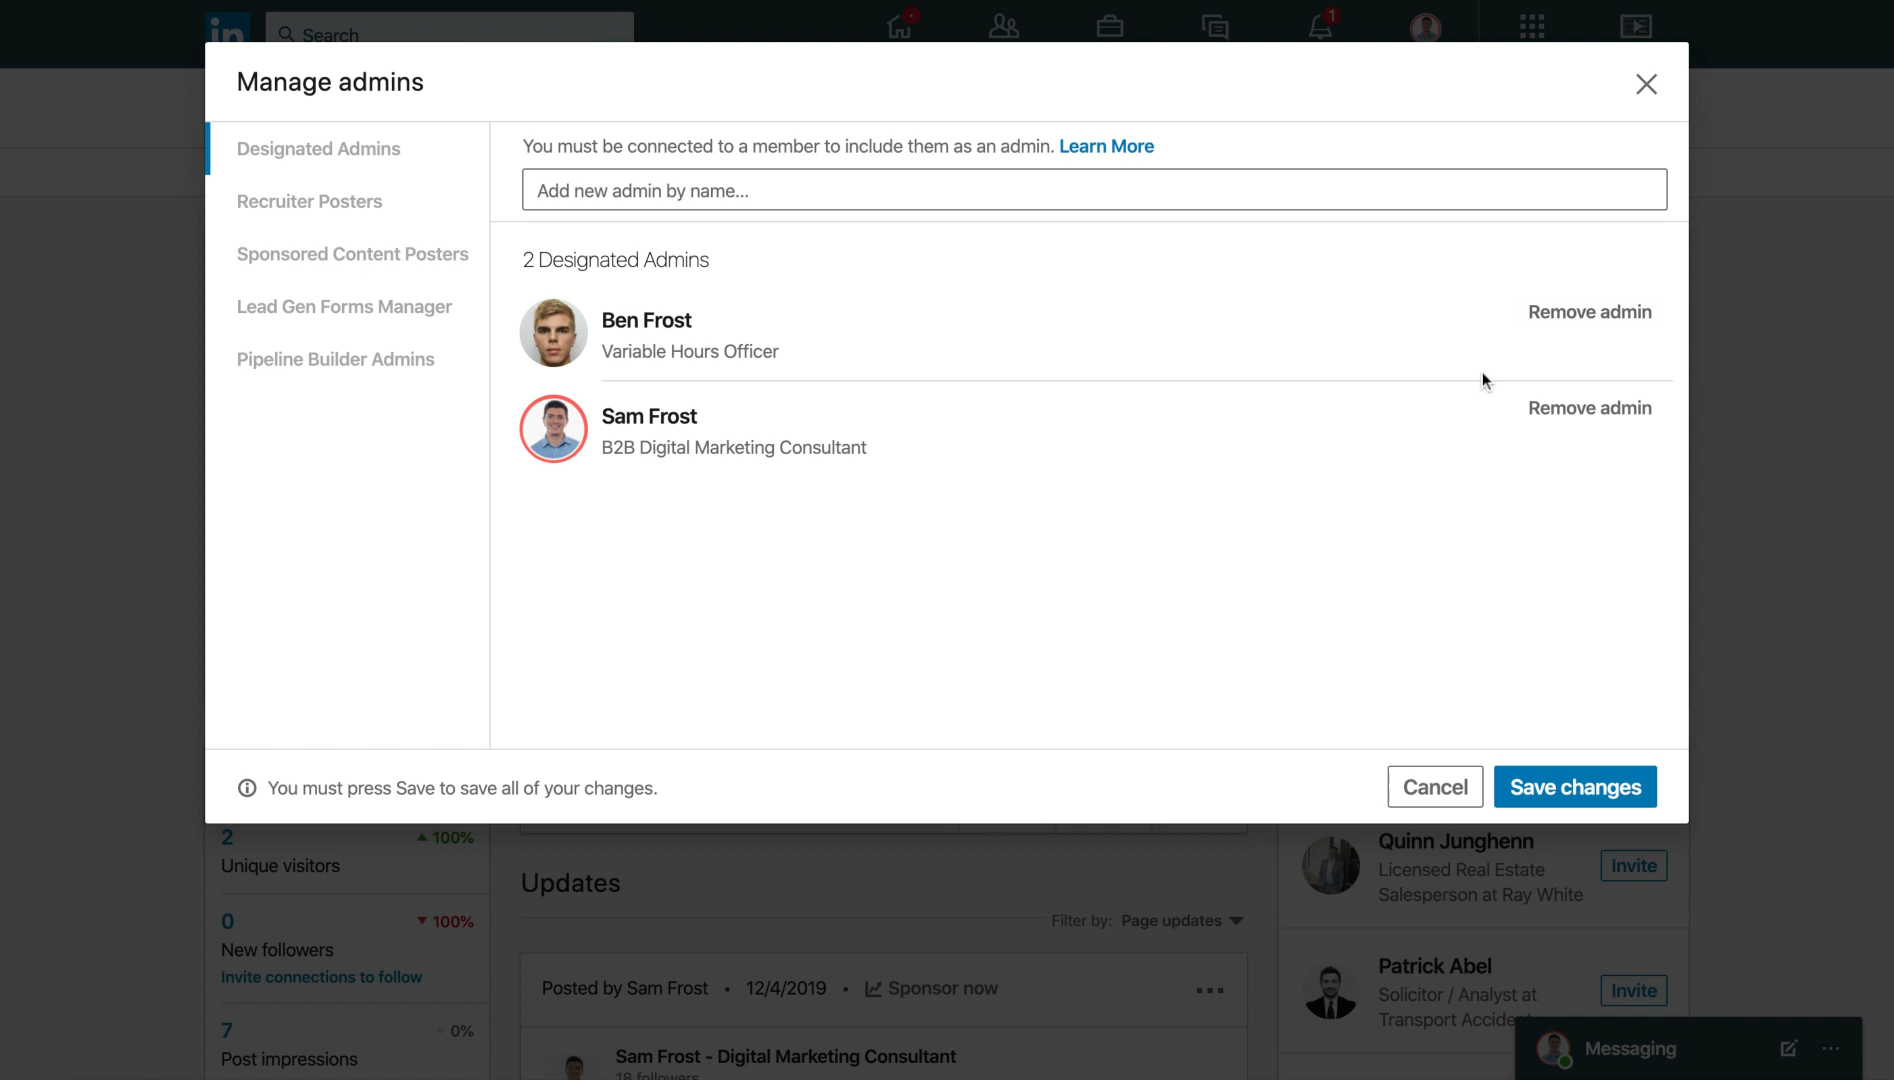 in
Search
1
Manage admins
Designated Admins
Recruiter Posters
Sponsored Content Posters
Lead Gen Forms Manager
Pipeline Builder Admins
You must be connected to a member to include them as an admin. Learn More
Add new admin by name...
2 Designated Admins
Ben Frost
Variable Hours Officer
Remove admin
Sam Frost
B2B Digital Marketing Consultant
Remove admin
You must press Save to save all of your changes.
Cancel
Save changes
2
100%
Unique visitors
0
100%
New followers
Invite connections to follow
7
0%
Post impressions
Updates
Filter by: Page updates
Posted by Sam Frost • 12/4/2019 • Sponsor now
Sam Frost - Digital Marketing Consultant
18 followers
Quinn Junghenn
Licensed Real Estate
Salesperson at Ray White
Invite
Patrick Abel
Solicitor / Analyst at
Transport
Invite
Messaging